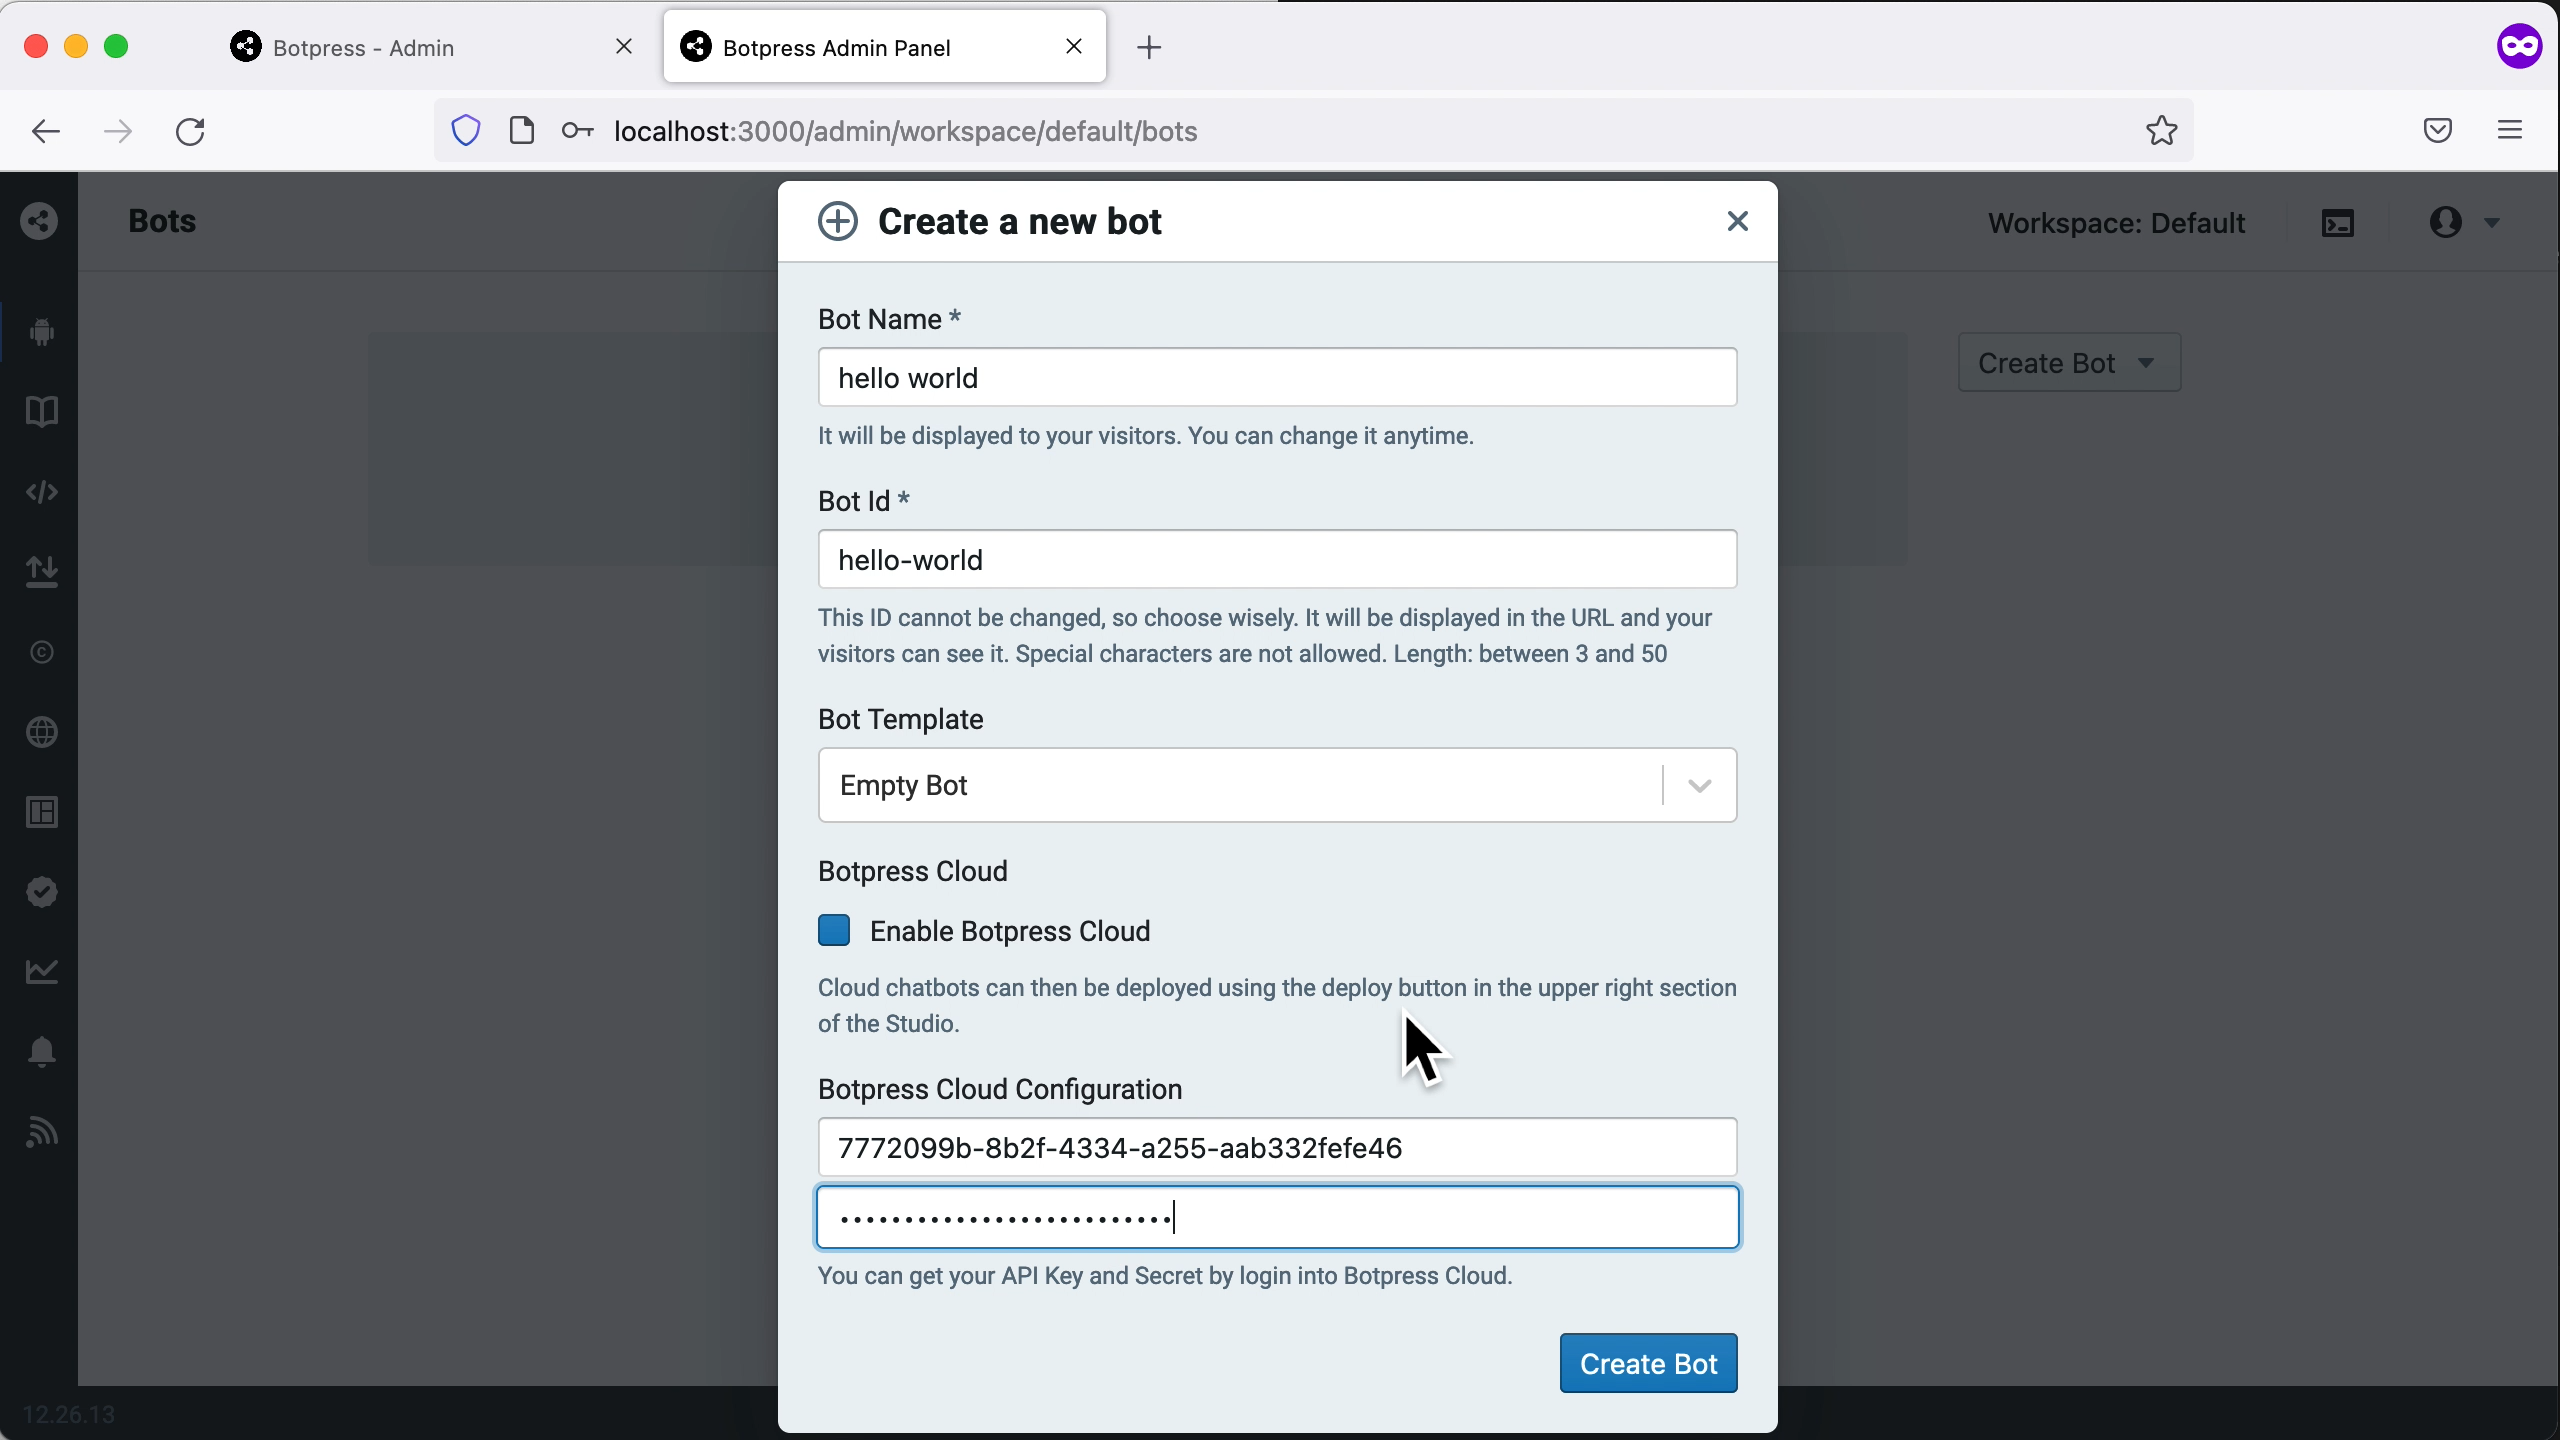 Botpress - Admin
Botpress Admin Panel
localhost:3000/admin/workspace/default/bots
Bots
Create a new bot
Workspace: Default
Bot Name *
hello world
Create Bot
It will be displayed to your visitors. You can change it anytime.
Bot Id *
hello-world
This ID cannot be changed, so choose wisely. It will be displayed in the URL and your
visitors can see it. Special characters are not allowed. Length: between 3 and 50
Bot Template
Empty Bot
Botpress Cloud
Enable Botpress Cloud
Cloud chatbots can then be deployed using the deploy button in the upper right section
of the Studio.
Botpress Cloud Configuration
7772099b-8b2f-4334-a255-aab332fefe46
••••••••••••••••••••••••••
You can get your API Key and Secret by login into Botpress Cloud.
Create Bot
12.26.13